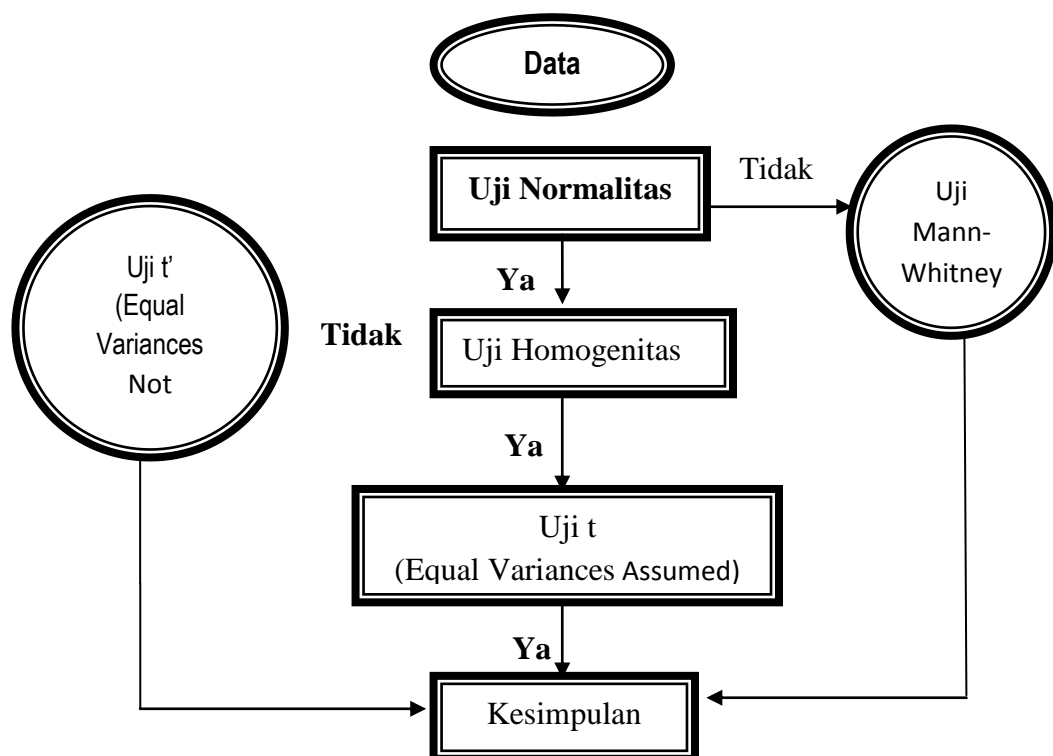 Data
Uji Normalitas
Tidak
Uji
Mann-
Whitney
Ya
Uji t'
(Equal
Variances
Not
Tidak
Uji Homogenitas
Ya
Uji t
(Equal Variances Assumed)
Ya
Kesimpulan